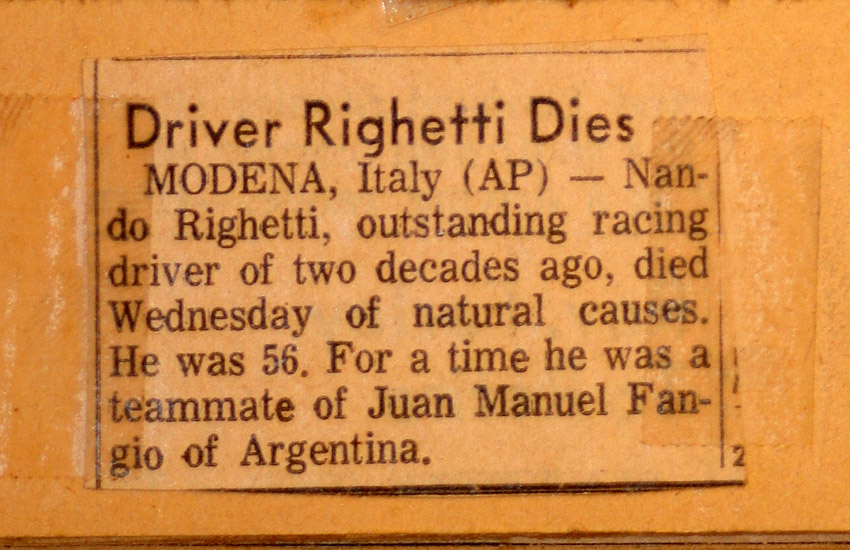 Driver Righetti Dies
MODENA, Italy (AP) — Nan-
do Righetti, outstanding racing
driver of two decades ago, died
Wednesday of natural causes.
He was 56. For a time he was a
teammate of Juan Manuel Fan-
gio of Argentina.
2